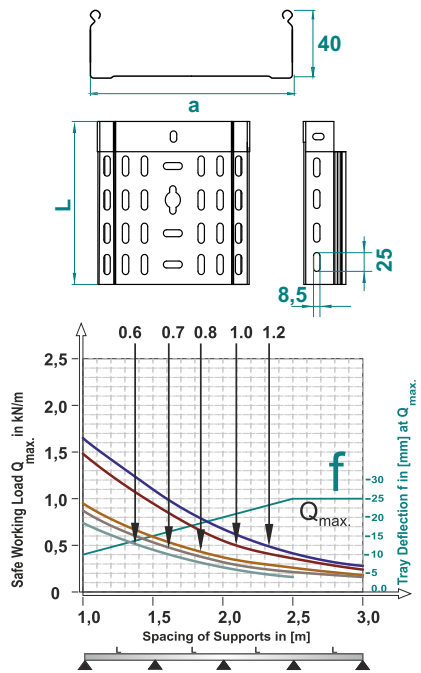 40
a
L
25
8,5
0.6 0.7 0.8 1.0 1.2
2,5
2,0
1,5
1,0
0,5
0
Safe Working Load Q max. in kN/m
f
Qmax.
30
25
20
15
10
5
0.0
Tray Deflection f in [mm] at Q max.
1,0 1,5 2,0 2,5 3,0
Spacing of Supports in [m]
L L L L